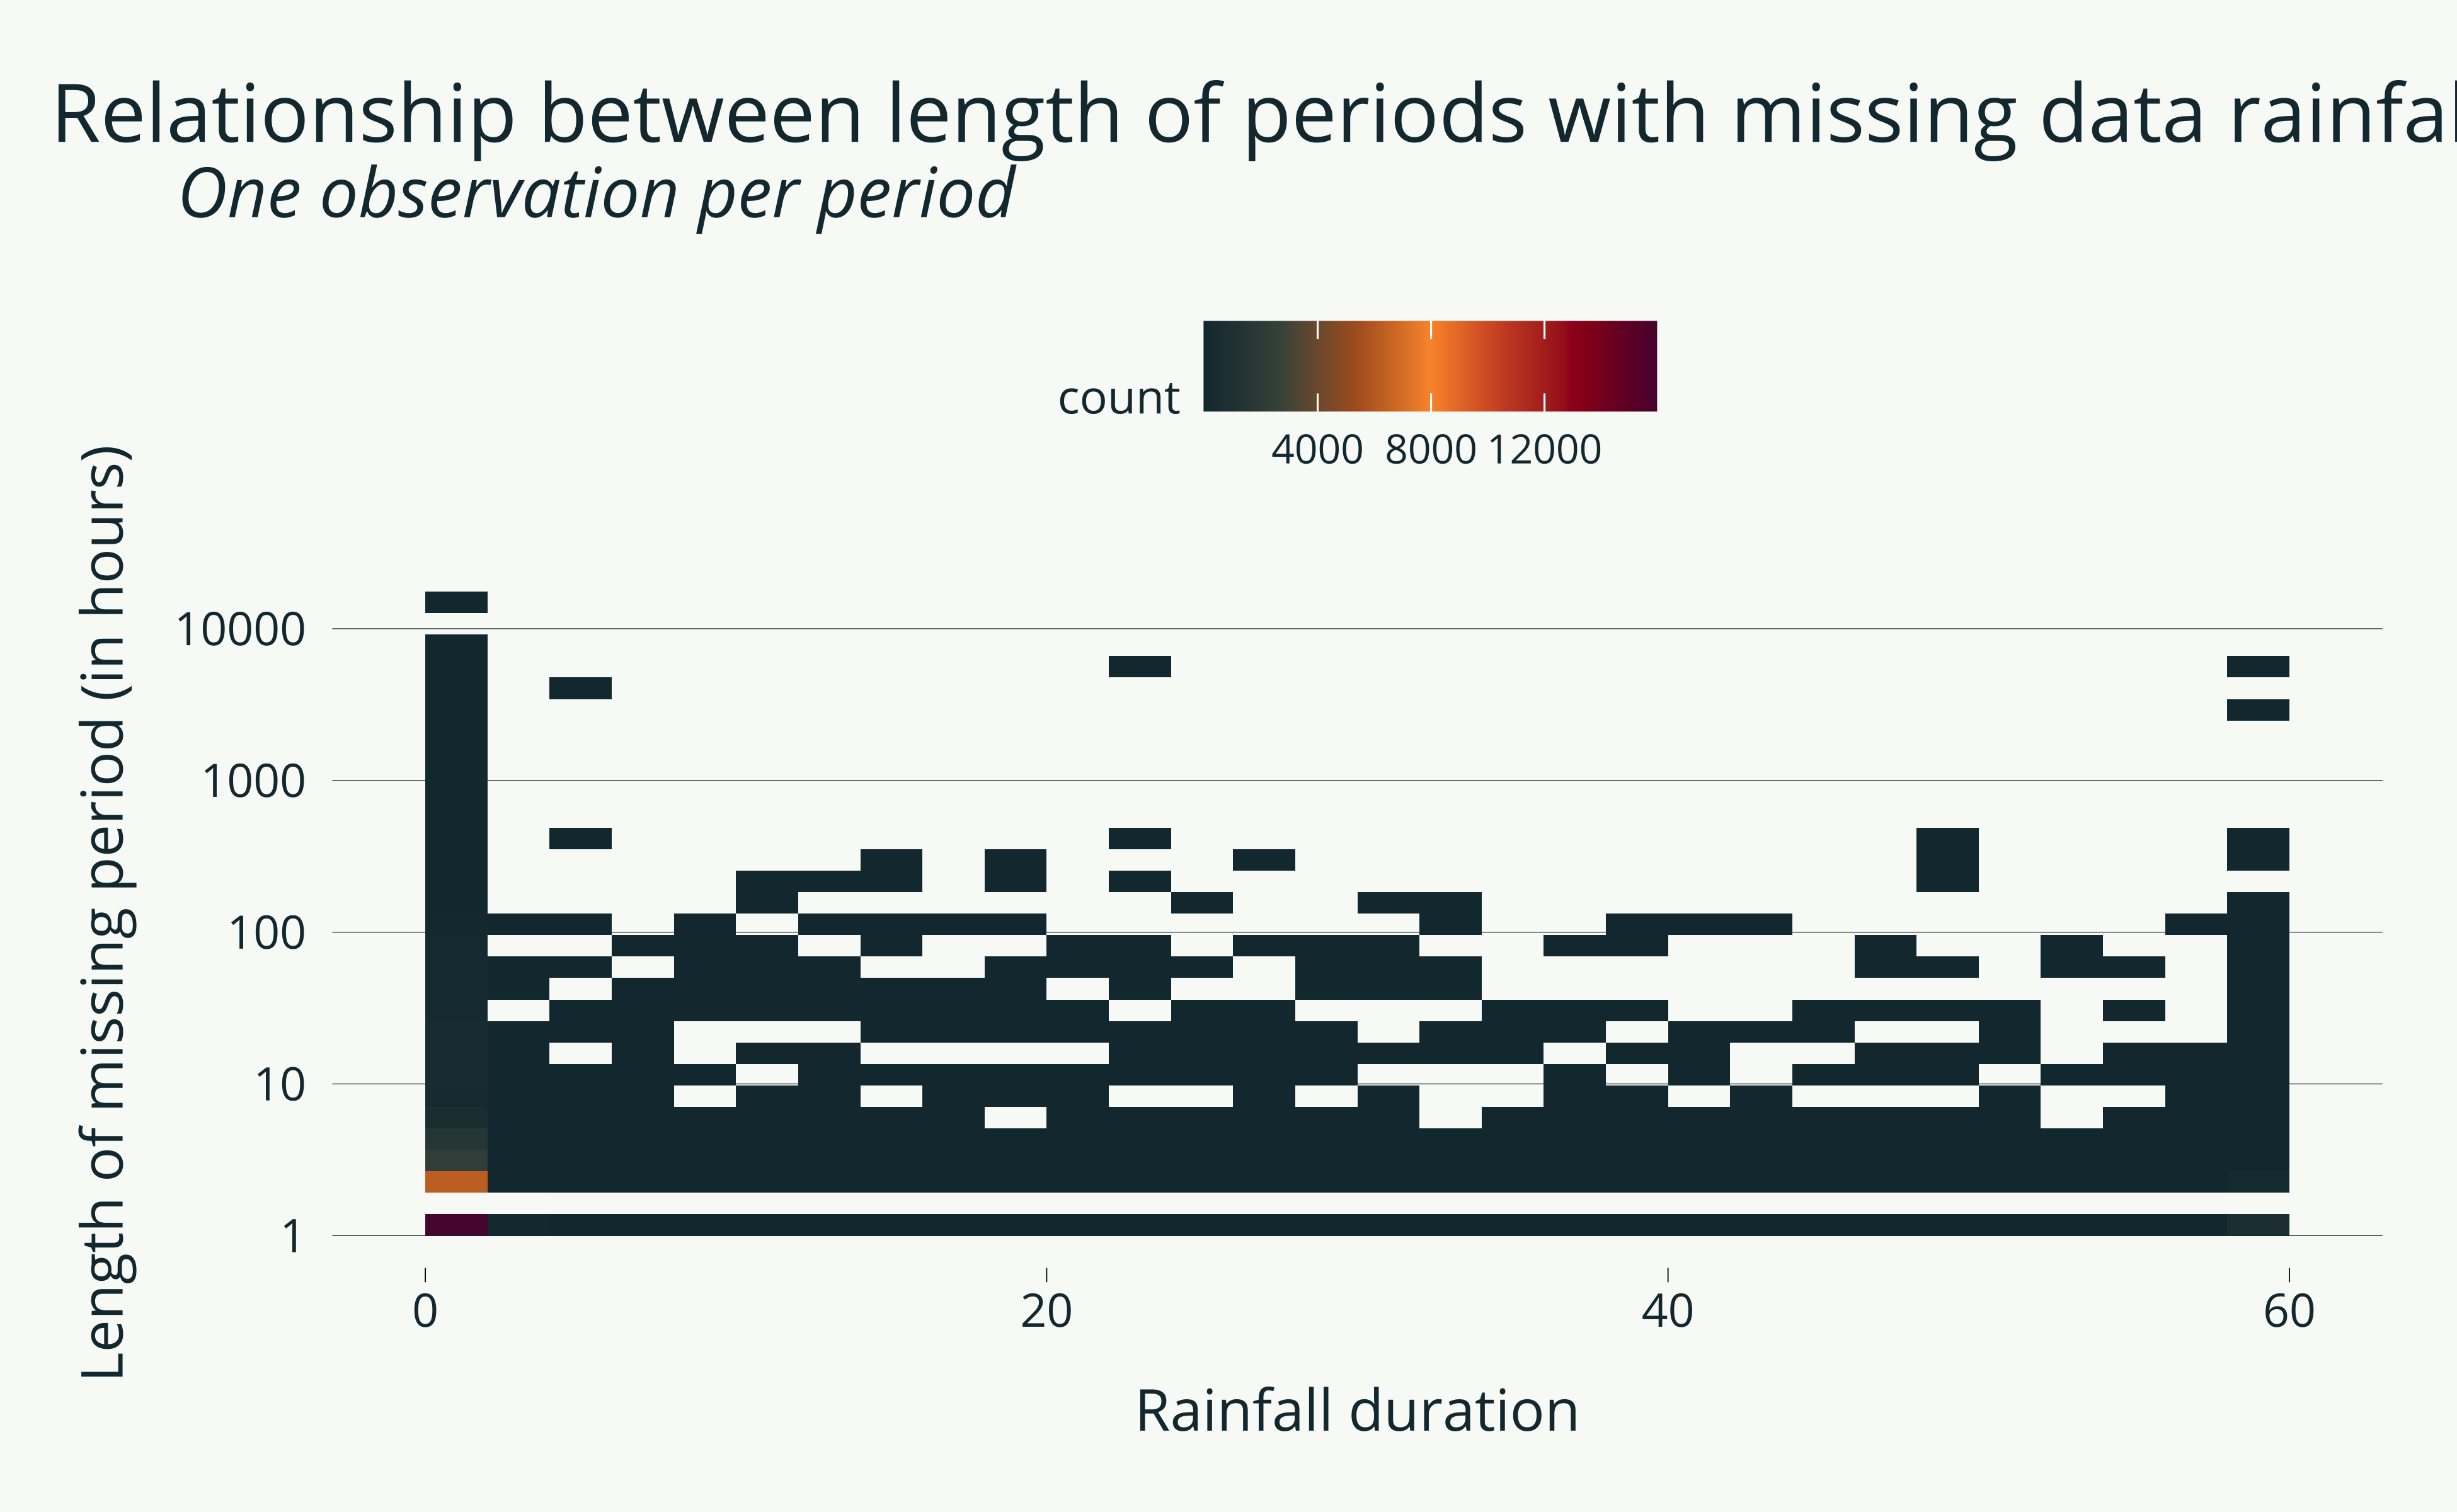 Relationship between length of periods with missing data rainfal
One observation per period
count
4000 8000 12000
Length of missing period (in hours)
10000
1000
100
10
1
0 20 40 60
Rainfall duration